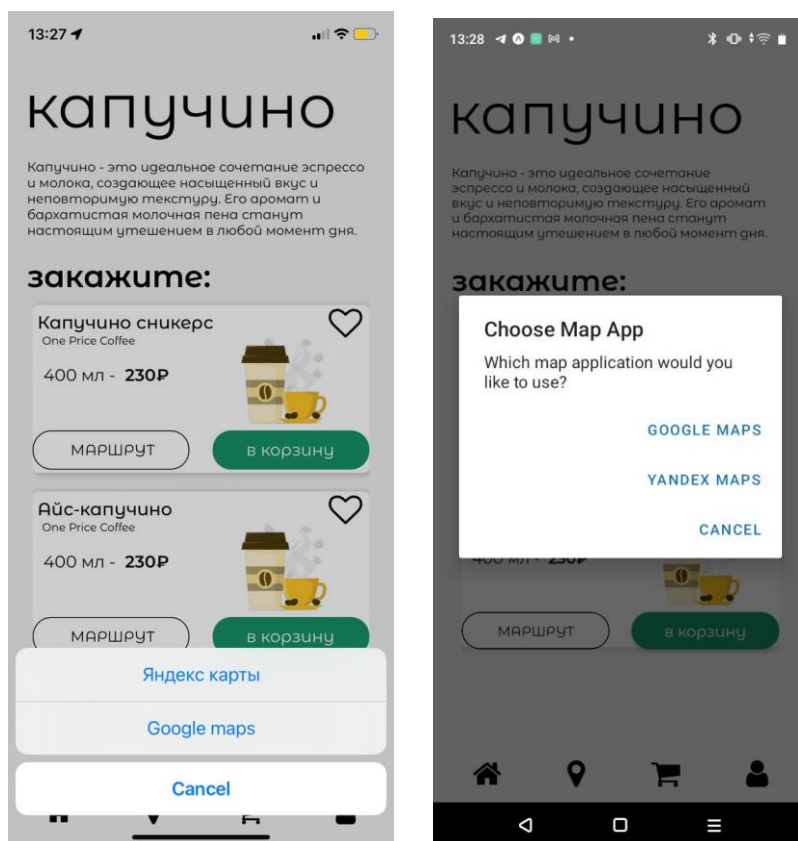 13:27
капучино
Капучино - это идеальное сочетание эспрессо
и молока, создающее насыщенный вкус и
неповторимую текстуру. Его аромат и
бархатистая молочная пена станут
настоящим утешением в любой момент дня.
закажите:
Капучино сникерс
One Price Coffee
400 мл - 230₽
МАРШРУТ
в корзину
Айс-капучино
One Price Coffee
400 мл - 230₽
МАРШРУТ
в корзину
Яндекс карты
Google maps
Cancel
13:28
капучино
Капучино - это идеальное сочетание
эспрессо и молока, создающее насыщенный
вкус и неповторимую текстуру. Его аромат
и бархатистая молочная пена станут
настоящим утешением в любой момент дня.
закажите:
Choose Map App
Which map application would you
like to use?
GOOGLE MAPS
YANDEX MAPS
CANCEL
400 мл - 230₽
МАРШРУТ
в корзину